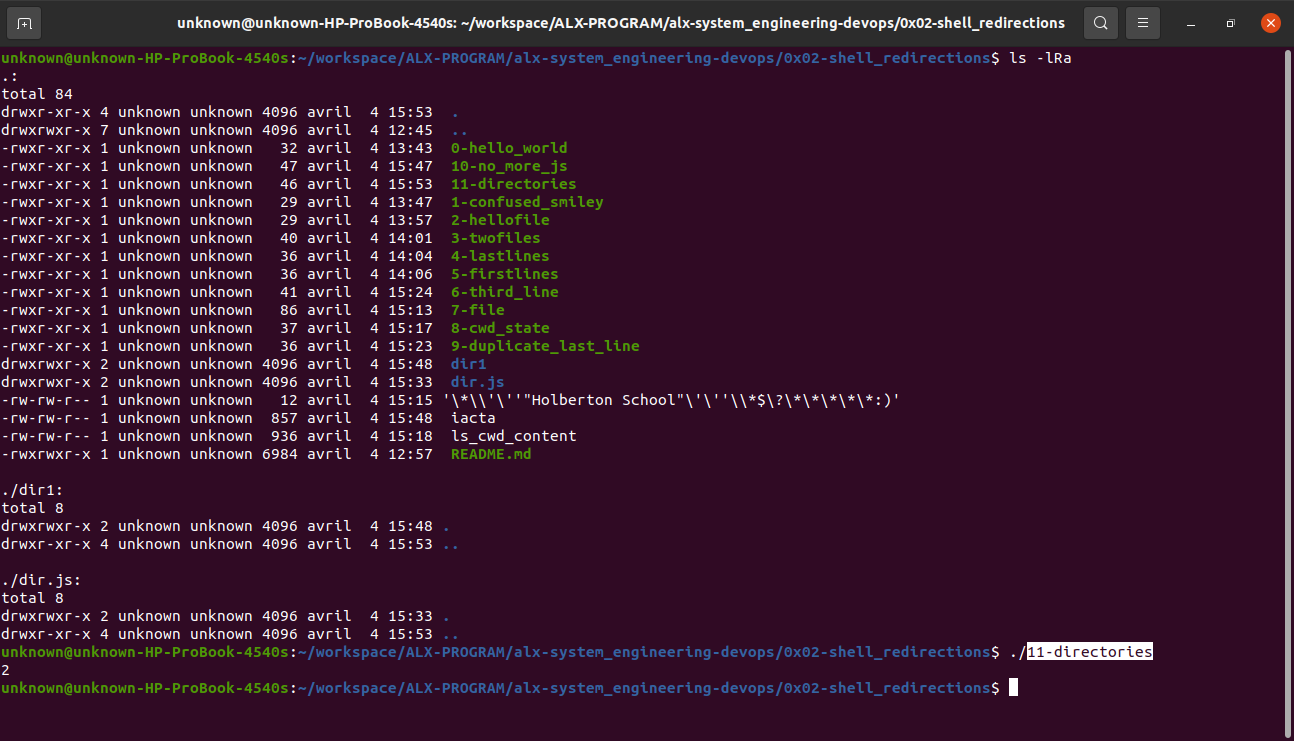 unknown@unknown-HP-ProBook-4540s: ~/workspace/ALX-PROGRAM/alx-system_engineering-devops/0x02-shell_redirections
unknown@unknown-HP-ProBook-4540s:~/workspace/ALX-PROGRAM/alx-system_engineering-devops/0x02-shell_redirections$ ls -lRa
.:
total 84
drwxr-xr-x 4 unknown unknown 4096 avril  4 15:53  .
drwxrwxr-x 7 unknown unknown 4096 avril  4 12:45  ..
-rwxr-xr-x 1 unknown unknown   32 avril  4 13:43  0-hello_world
-rwxr-xr-x 1 unknown unknown   47 avril  4 15:47  10-no_more_js
-rwxr-xr-x 1 unknown unknown   46 avril  4 15:53  11-directories
-rwxr-xr-x 1 unknown unknown   29 avril  4 13:47  1-confused_smiley
-rwxr-xr-x 1 unknown unknown   29 avril  4 13:57  2-hellofile
-rwxr-xr-x 1 unknown unknown   40 avril  4 14:01  3-twofiles
-rwxr-xr-x 1 unknown unknown   36 avril  4 14:04  4-lastlines
-rwxr-xr-x 1 unknown unknown   36 avril  4 14:06  5-firstlines
-rwxr-xr-x 1 unknown unknown   41 avril  4 15:24  6-third_line
-rwxr-xr-x 1 unknown unknown   86 avril  4 15:13  7-file
-rwxr-xr-x 1 unknown unknown   37 avril  4 15:17  8-cwd_state
-rwxr-xr-x 1 unknown unknown   36 avril  4 15:23  9-duplicate_last_line
drwxrwxr-x 2 unknown unknown 4096 avril  4 15:48  dir1
drwxrwxr-x 2 unknown unknown 4096 avril  4 15:33  dir.js
-rw-rw-r-- 1 unknown unknown   12 avril  4 15:15 '\*\\'\''"Holberton School"\'\''\\*$\?\*\*\*\*\*:)'
-rw-rw-r-- 1 unknown unknown  857 avril  4 15:48  iacta
-rw-rw-r-- 1 unknown unknown  936 avril  4 15:18  ls_cwd_content
-rwxrwxr-x 1 unknown unknown 6984 avril  4 12:57  README.md
./dir1:
total 8
drwxrwxr-x 2 unknown unknown 4096 avril  4 15:48 .
drwxr-xr-x 4 unknown unknown 4096 avril  4 15:53 ..
./dir.js:
total 8
drwxrwxr-x 2 unknown unknown 4096 avril  4 15:33 .
drwxr-xr-x 4 unknown unknown 4096 avril  4 15:53 ..
unknown@unknown-HP-ProBook-4540s:~/workspace/ALX-PROGRAM/alx-system_engineering-devops/0x02-shell_redirections$ ./11-directories
2
unknown@unknown-HP-ProBook-4540s:~/workspace/ALX-PROGRAM/alx-system_engineering-devops/0x02-shell_redirections$